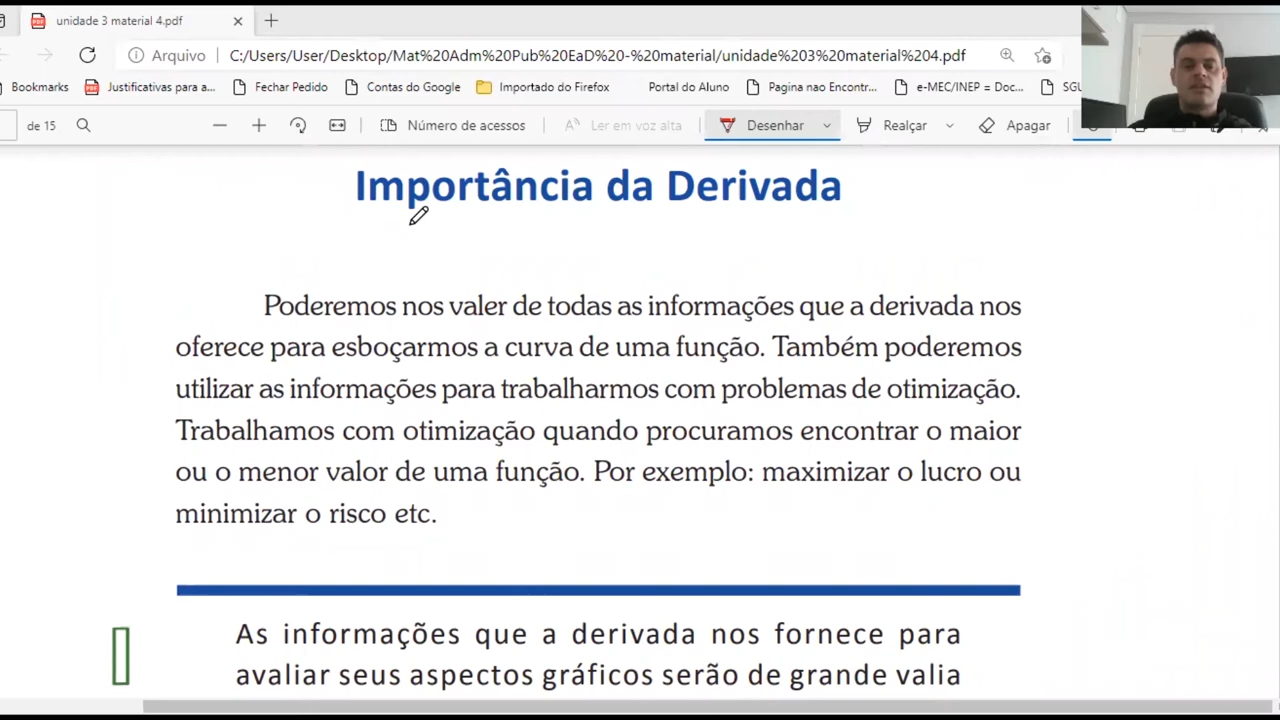 unidade 3 material 4.pdf
Arquivo C:/Users/User/Desktop/Mat%20Adm%20Pub%20EaD%20-%20material/unidade%203%20material%204.pdf
Bookmarks Justificativas para a... Fechar Pedido Contas do Google Importado do Firefox Portal do Aluno Pagina nao Encontr... e-MEC/INEP = Doc... SGU
de 15 Número de acessos Ler em voz alta Desenhar Realçar Apagar
Importância da Derivada
Poderemos nos valer de todas as informações que a derivada nos
oferece para esboçarmos a curva de uma função. Também poderemos
utilizar as informações para trabalharmos com problemas de otimização.
Trabalhamos com otimização quando procuramos encontrar o maior
ou o menor valor de uma função. Por exemplo: maximizar o lucro ou
minimizar o risco etc.
As informações que a derivada nos fornece para
avaliar seus aspectos gráficos serão de grande valia